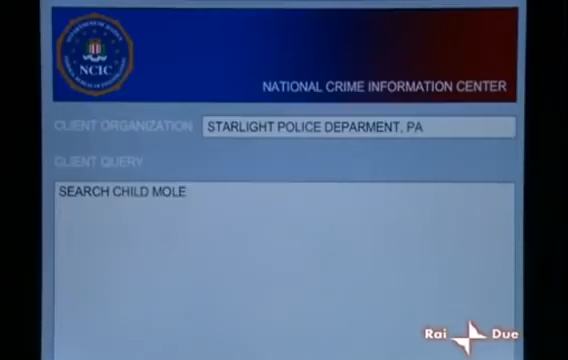 NCIC
NATIONAL CRIME INFORMATION CENTER
CLIENT ORGANIZATION
STARLIGHT POLICE DEPARMENT, PA
CLIENT QUERY
SEARCH CHILD MOLE
Rai Due